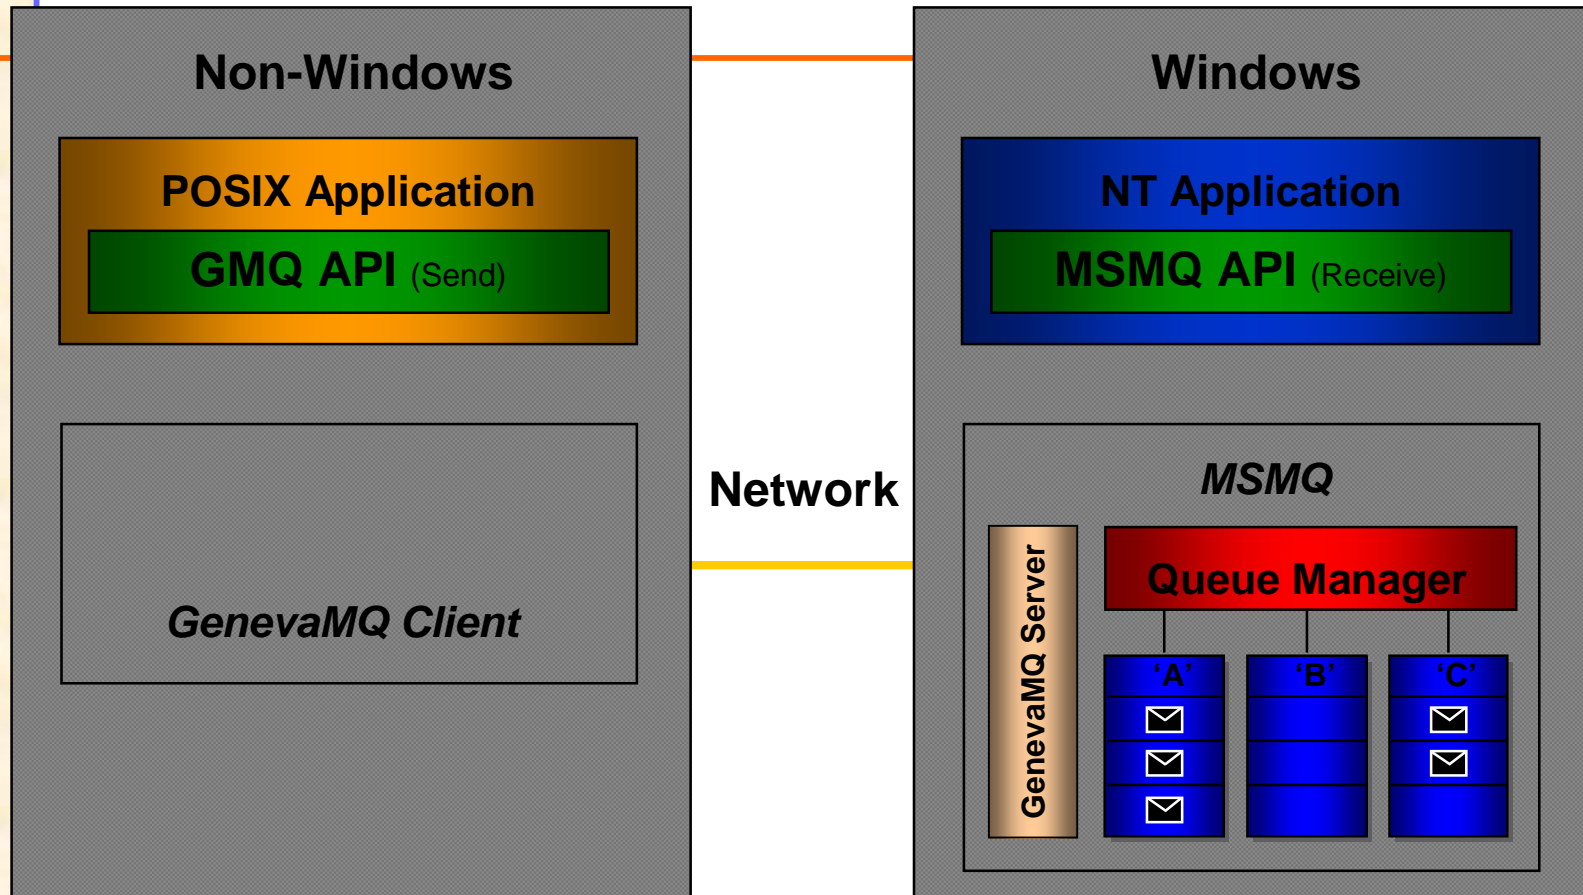 Non-Windows
POSIX Application
GMQ API (Send)
GenevaMQ Client
Network
Windows
NT Application
MSMQ API (Receive)
MSMQ
GenevaMQ Server
Queue Manager
‘A’ ‘B’ ‘C’